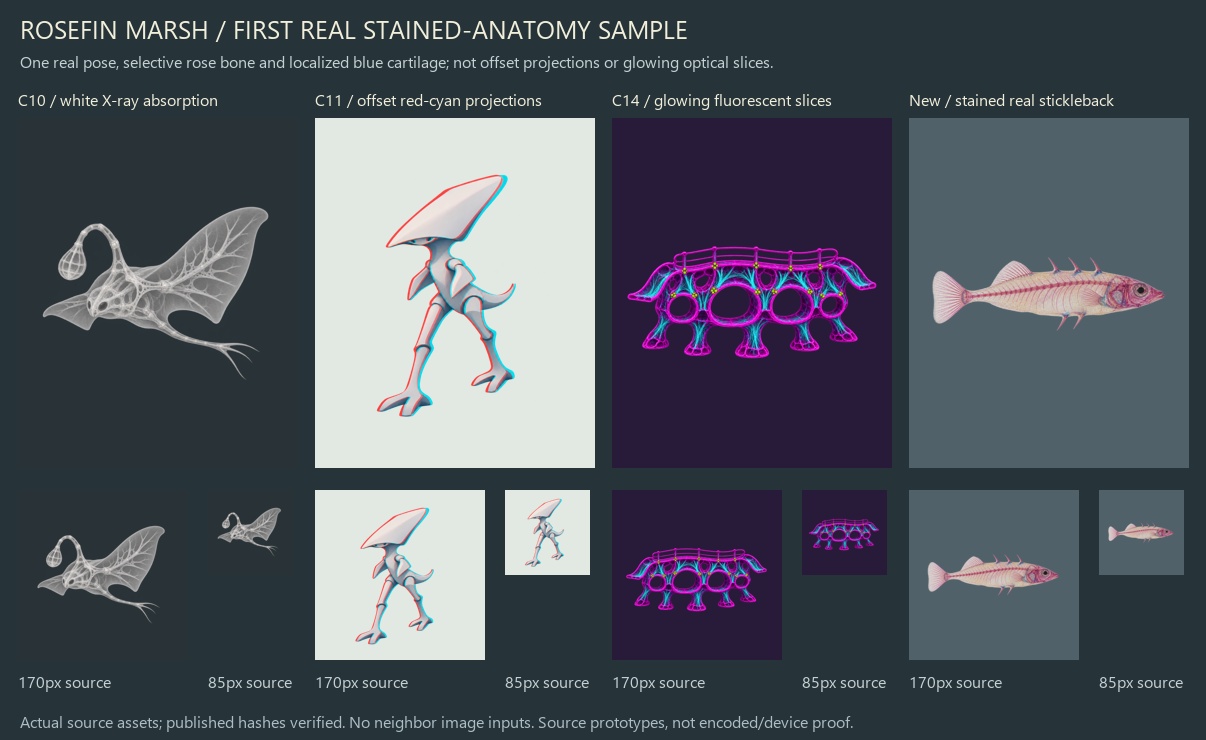 ROSEFIN MARSH / FIRST REAL STAINED-ANATOMY SAMPLE
One real pose, selective rose bone and localized blue cartilage; not offset projections or glowing optical slices.
C10 / white X-ray absorption
C11 / offset red-cyan projections
C14 / glowing fluorescent slices
New / stained real stickleback
170px source
85px source
170px source
85px source
170px source
85px source
170px source
85px source
Actual source assets; published hashes verified. No neighbor image inputs. Source prototypes, not encoded/device proof.